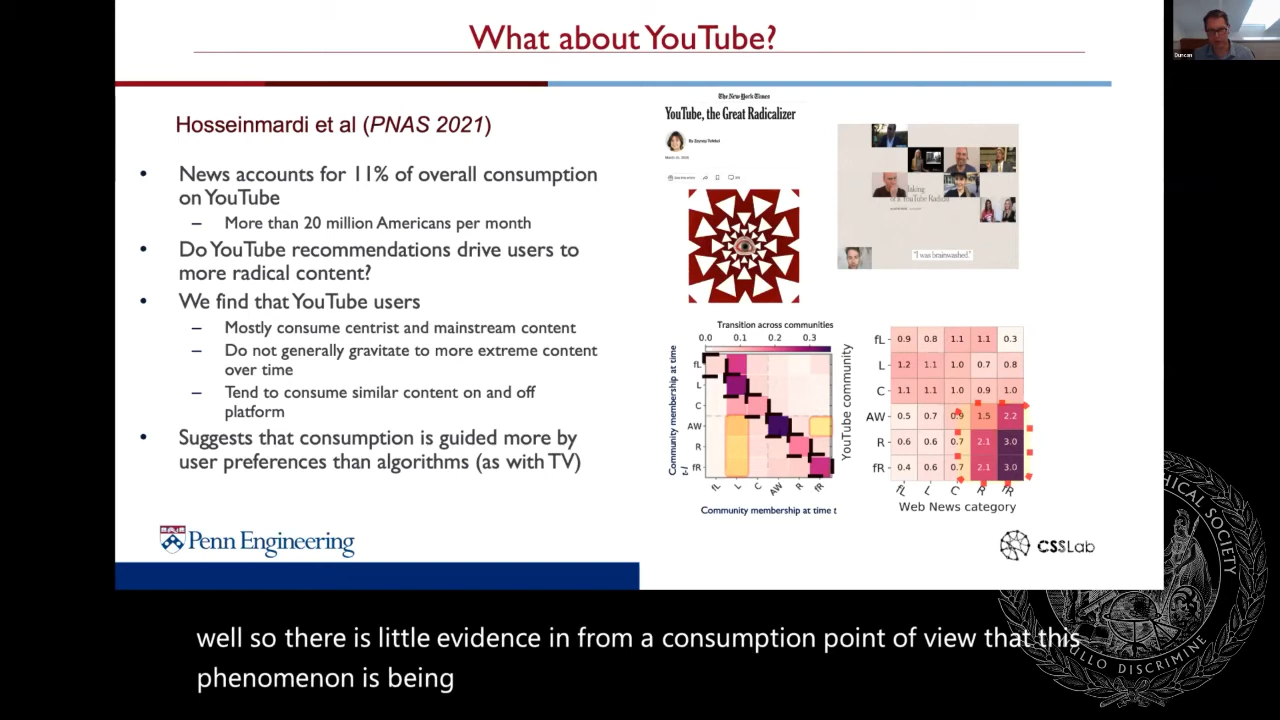 What about YouTube?
Duncan
Hosseinmardi et al (PNAS 2021)
• News accounts for 11% of overall consumption
on YouTube
– More than 20 million Americans per month
• Do YouTube recommendations drive users to
more radical content?
• We find that YouTube users
– Mostly consume centrist and mainstream content
– Do not generally gravitate to more extreme content
over time
– Tend to consume similar content on and off
platform
• Suggests that consumption is guided more by
user preferences than algorithms (as with TV)
The New York Times
YouTube, the Great Radicalizer
By Zeynep Tufekci
"I was brainwashed."
Transition across communities
0.0 0.1 0.2 0.3
Community membership at time
t-1
fL
L
C
AW
R
fR
fL L C AW R fR
Community membership at time t
YouTube community
fL 0.9 0.8 1.1 1.1 0.3
L 1.2 1.1 1.0 0.7 0.8
C 1.1 1.1 1.0 0.9 1.0
AW 0.5 0.7 0.9 1.5 2.2
R 0.6 0.6 0.7 2.1 3.0
fR 0.4 0.6 0.7 2.1 3.0
fL L C R fR
Web News category
Penn Engineering
CSSLab
well so there is little evidence in from a consumption point of view that this
phenomenon is being
HICAL SOCIETY
NULLO DISCRIMINE